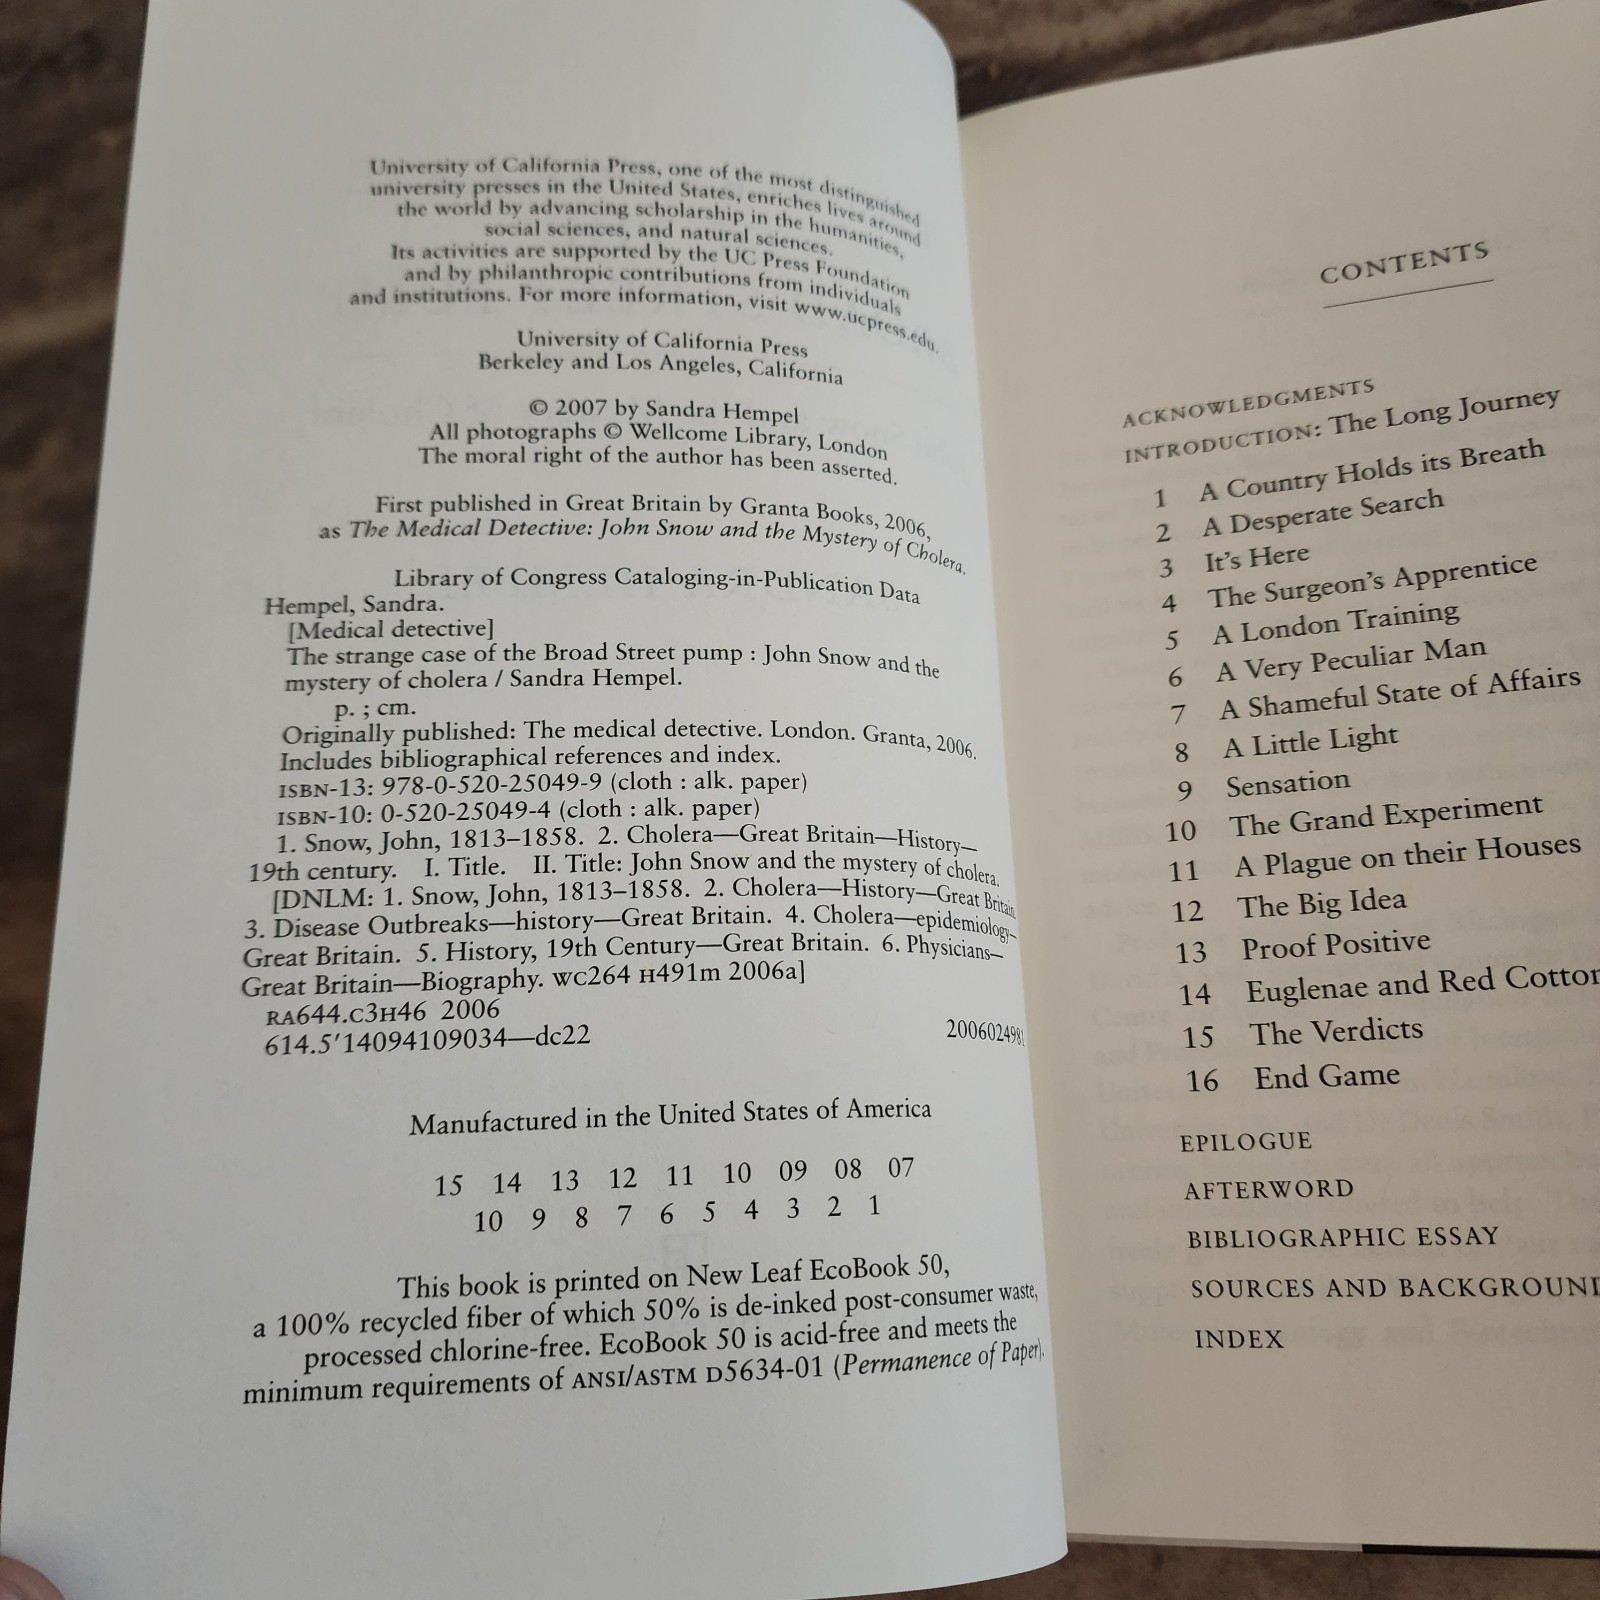 University of California Press, one of the most distinguished
university presses in the United States, enriches lives around
the world by advancing scholarship in the humanities,
social sciences, and natural sciences.
Its activities are supported by the UC Press Foundation
and by philanthropic contributions from individuals
and institutions. For more information, visit www.ucpress.edu.
University of California Press
Berkeley and Los Angeles, California
© 2007 by Sandra Hempel
All photographs © Wellcome Library, London
The moral right of the author has been asserted.
First published in Great Britain by Granta Books, 2006,
as The Medical Detective: John Snow and the Mystery of Cholera.
Library of Congress Cataloging-in-Publication Data
Hempel, Sandra.
[Medical detective]
The strange case of the Broad Street pump : John Snow and the
mystery of cholera / Sandra Hempel.
p. ; cm.
Originally published: The medical detective. London. Granta, 2006.
Includes bibliographical references and index.
ISBN-13: 978-0-520-25049-9 (cloth : alk. paper)
ISBN-10: 0-520-25049-4 (cloth : alk. paper)
1. Snow, John, 1813–1858. 2. Cholera—Great Britain—History—
19th century. I. Title. II. Title: John Snow and the mystery of cholera.
[DNLM: 1. Snow, John, 1813–1858. 2. Cholera—History—Great Britain.
3. Disease Outbreaks—history—Great Britain. 4. Cholera—epidemiology—
Great Britain. 5. History, 19th Century—Great Britain. 6. Physicians—
Great Britain—Biography. WC264 H491m 2006a]
RA644.C3H46 2006
614.5'14094109034—dc22 2006024981
Manufactured in the United States of America
15 14 13 12 11 10 09 08 07
10 9 8 7 6 5 4 3 2 1
This book is printed on New Leaf EcoBook 50,
a 100% recycled fiber of which 50% is de-inked post-consumer waste,
processed chlorine-free. EcoBook 50 is acid-free and meets the
minimum requirements of ANSI/ASTM D5634-01 (Permanence of Paper).
CONTENTS
ACKNOWLEDGMENTS
INTRODUCTION: The Long Journey
1 A Country Holds its Breath
2 A Desperate Search
3 It's Here
4 The Surgeon's Apprentice
5 A London Training
6 A Very Peculiar Man
7 A Shameful State of Affairs
8 A Little Light
9 Sensation
10 The Grand Experiment
11 A Plague on their Houses
12 The Big Idea
13 Proof Positive
14 Euglenae and Red Cotton
15 The Verdicts
16 End Game
EPILOGUE
AFTERWORD
BIBLIOGRAPHIC ESSAY
SOURCES AND BACKGROUND
INDEX